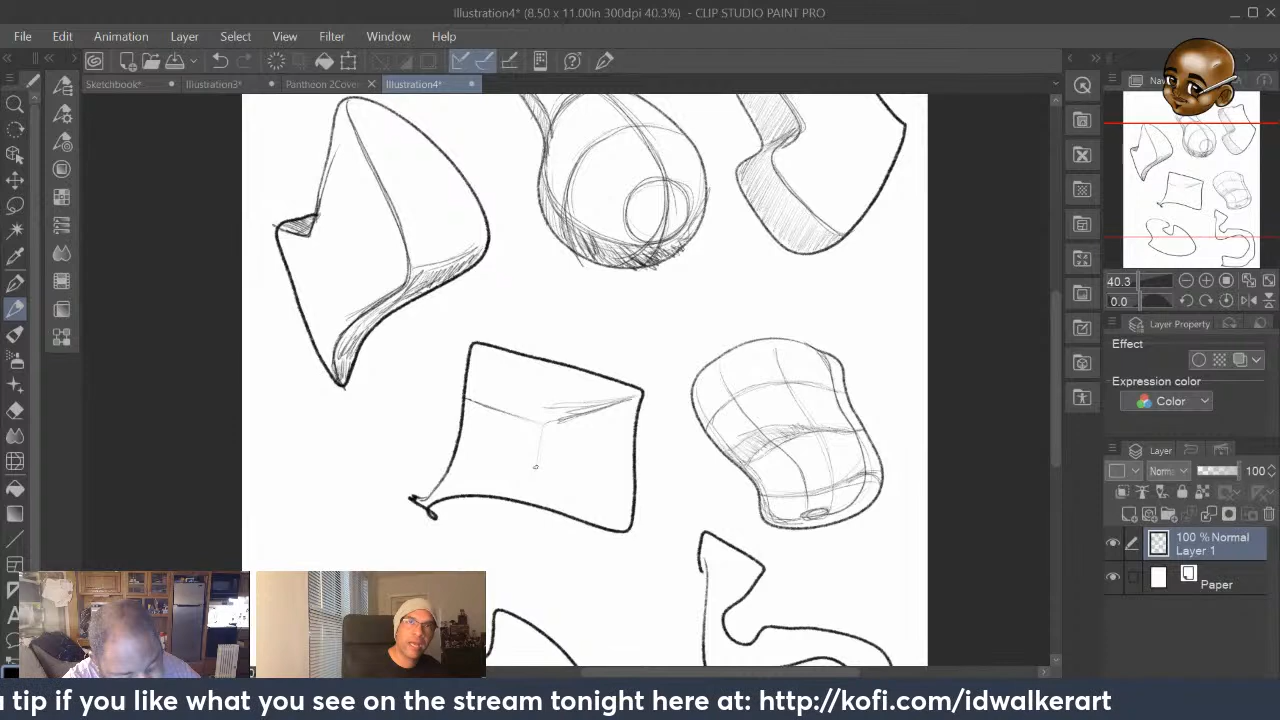 Illustration4* (8.50 x 11.00in 300dpi 40.3%) - CLIP STUDIO PAINT PRO
File Edit Animation Layer Select View Filter Window Help
Sketchbook* Illustration3* Pantheon 2Cove Illustration4*
40.3
0.0
Layer Property
Effect
Expression color
Color
Layer
Norm 100
100 % Normal
Layer 1
Paper
a tip if you like what you see on the stream tonight here at: http://kofi.com/idwalkerart